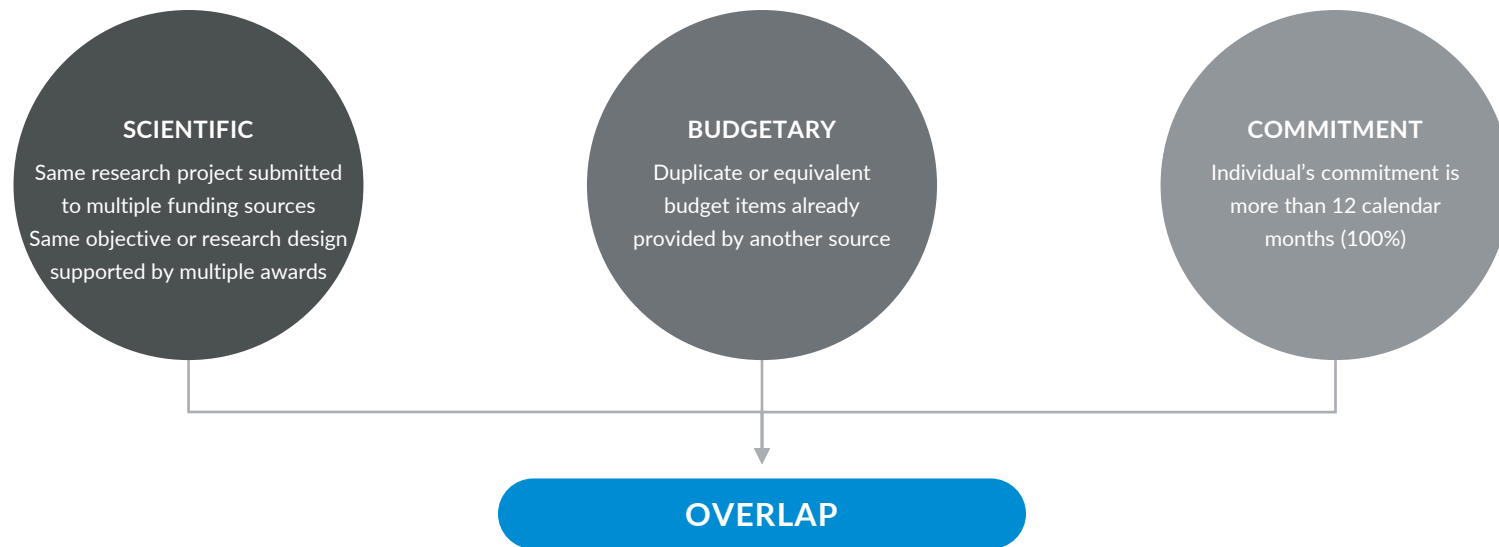 SCIENTIFIC
Same research project submitted
to multiple funding sources
Same objective or research design
supported by multiple awards
BUDGETARY
Duplicate or equivalent
budget items already
provided by another source
COMMITMENT
Individual’s commitment is
more than 12 calendar
months (100%)
OVERLAP